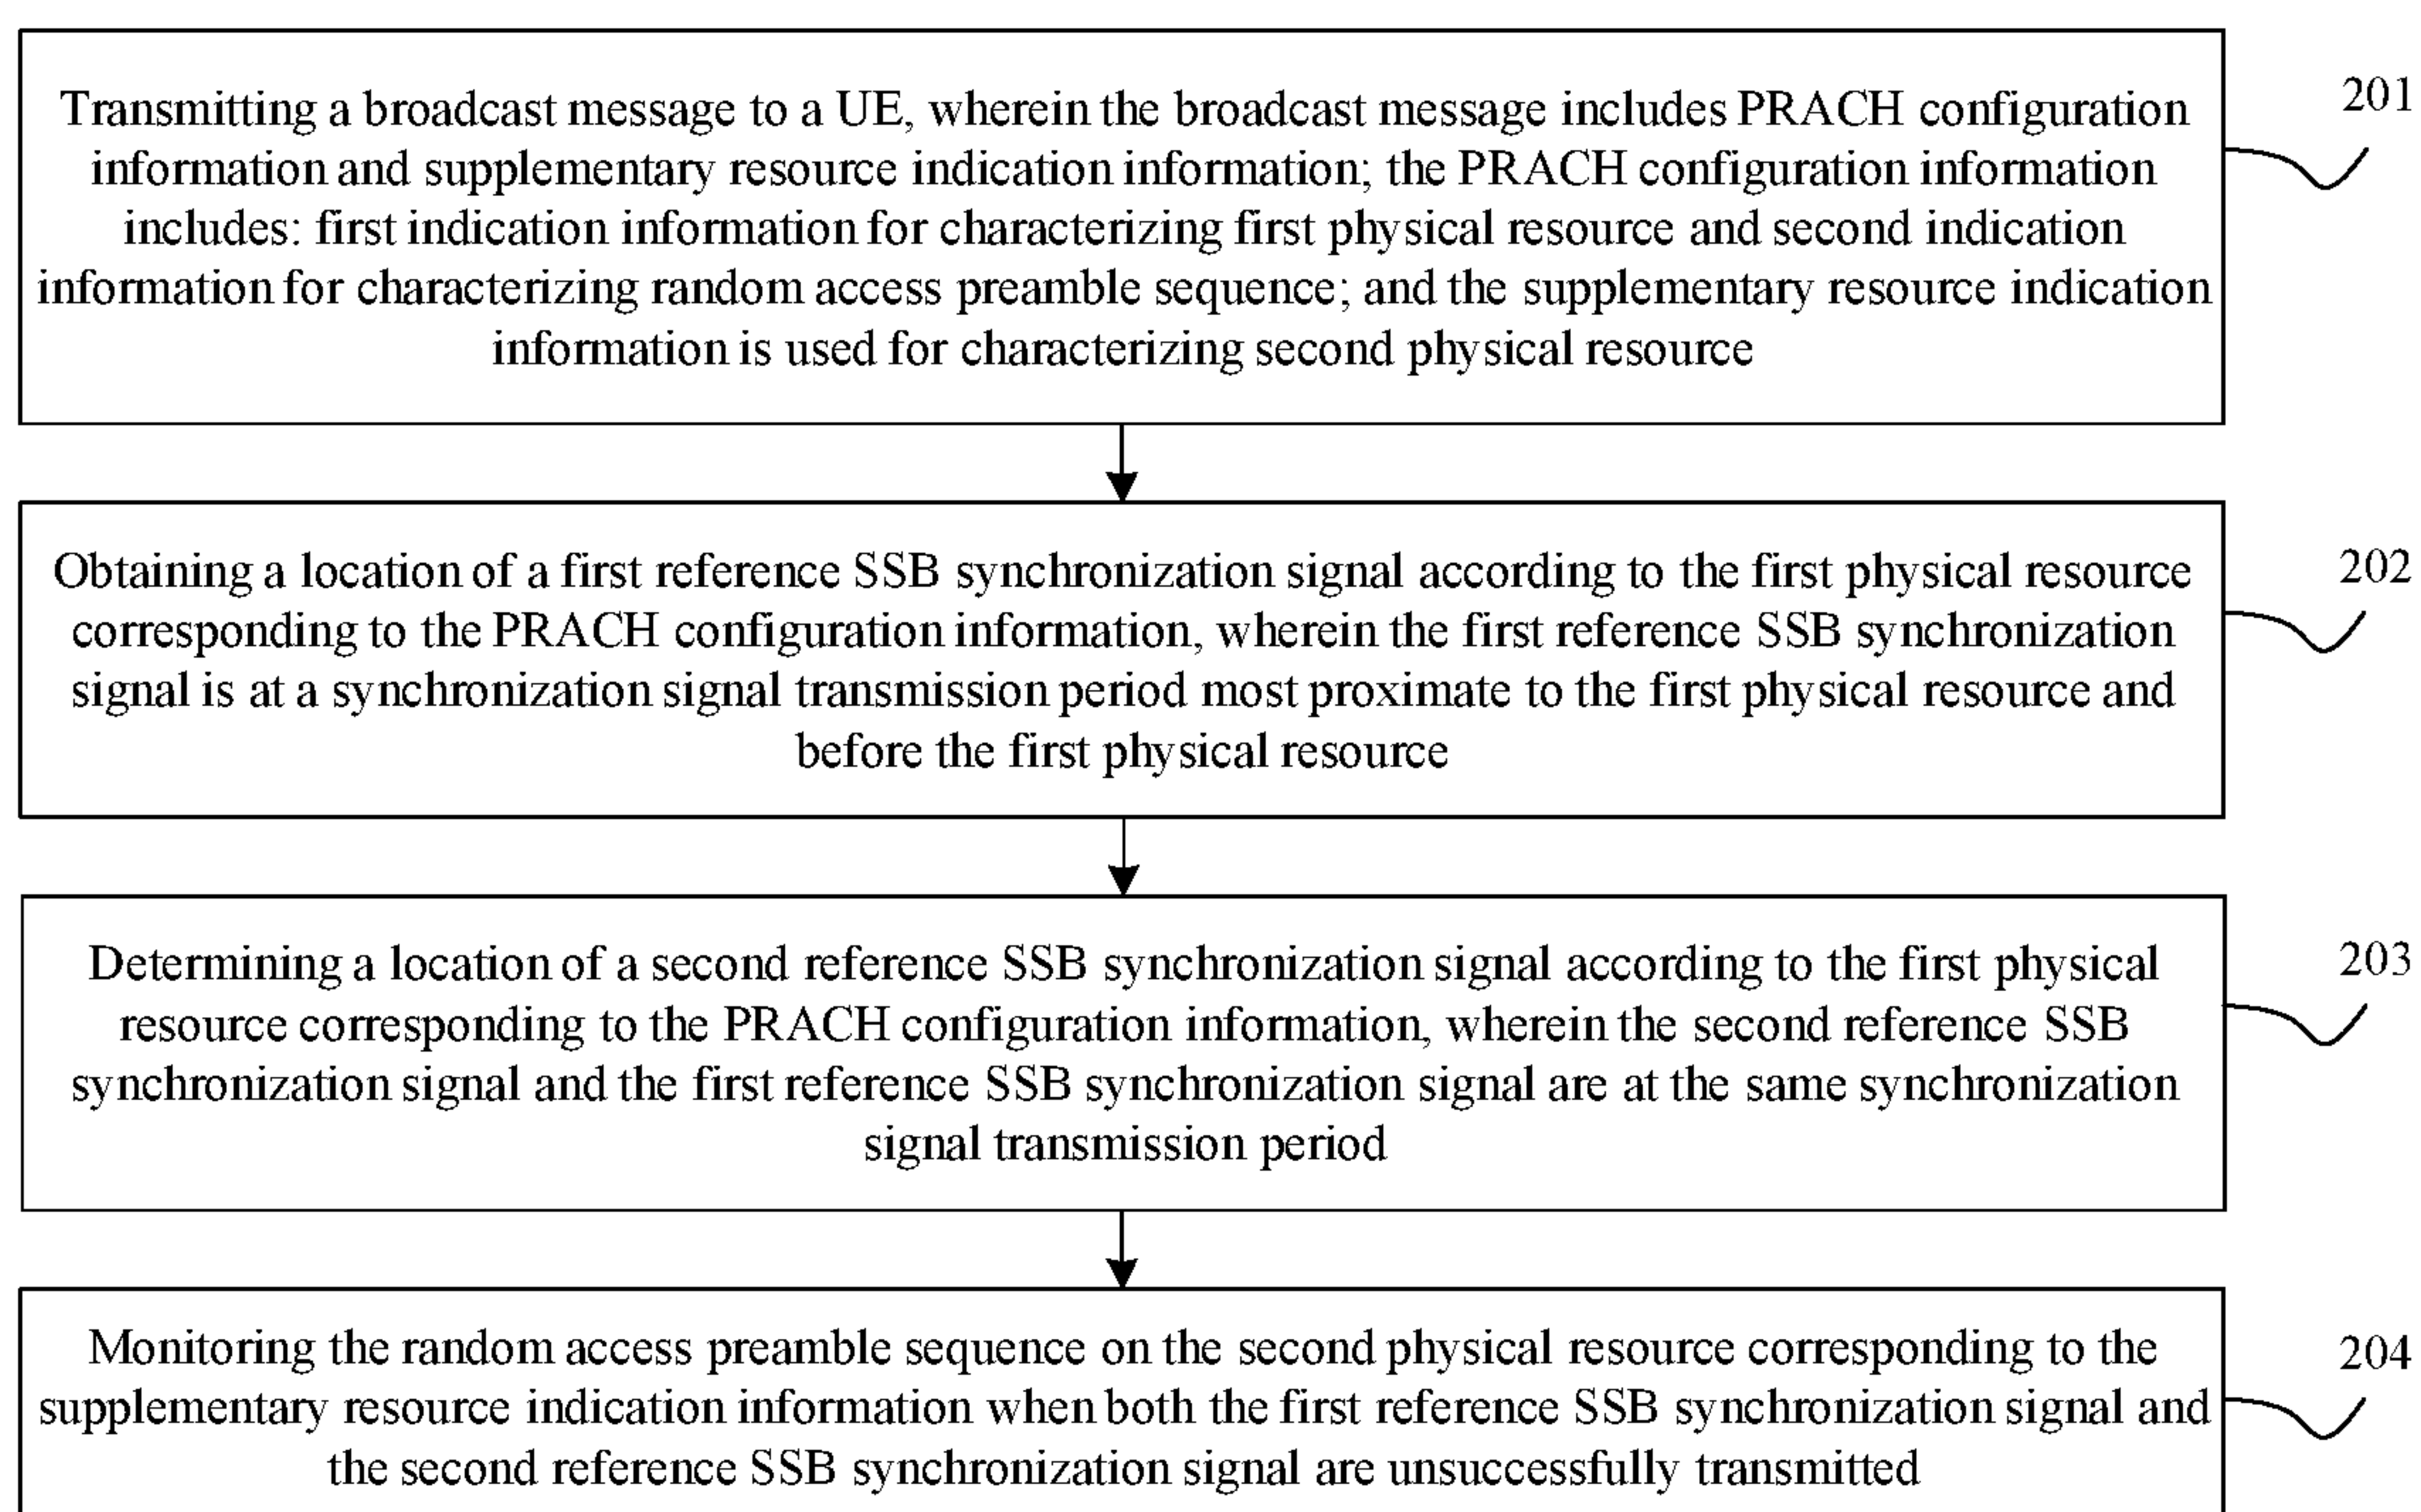 Transmitting a broadcast message to a UE, wherein the broadcast message includes PRACH configuration
information and supplementary resource indication information; the PRACH configuration information
includes: first indication information for characterizing first physical resource and second indication
information for characterizing random access preamble sequence; and the supplementary resource indication
information is used for characterizing second physical resource
201
Obtaining a location of a first reference SSB synchronization signal according to the first physical resource
corresponding to the PRACH configuration information, wherein the first reference SSB synchronization
signal is at a synchronization signal transmission period most proximate to the first physical resource and
before the first physical resource
202
Determining a location of a second reference SSB synchronization signal according to the first physical
resource corresponding to the PRACH configuration information, wherein the second reference SSB
synchronization signal and the first reference SSB synchronization signal are at the same synchronization
signal transmission period
203
Monitoring the random access preamble sequence on the second physical resource corresponding to the
supplementary resource indication information when both the first reference SSB synchronization signal and
the second reference SSB synchronization signal are unsuccessfully transmitted
204